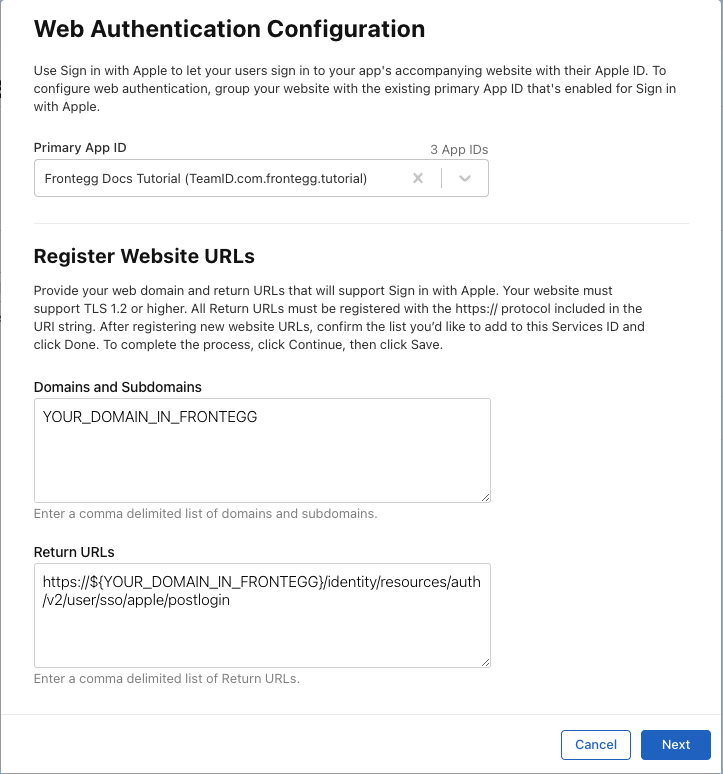 Web Authentication Configuration
Use Sign in with Apple to let your users sign in to your app's accompanying website with their Apple ID. To
configure web authentication, group your website with the existing primary App ID that's enabled for Sign in
with Apple.
Primary App ID
3 App IDs
Frontegg Docs Tutorial (TeamID.com.frontegg.tutorial)
Register Website URLs
Provide your web domain and return URLs that will support Sign in with Apple. Your website must
support TLS 1.2 or higher. All Return URLs must be registered with the https:// protocol included in the
URI string. After registering new website URLs, confirm the list you'd like to add to this Services ID and
click Done. To complete the process, click Continue, then click Save.
Domains and Subdomains
YOUR_DOMAIN_IN_FRONTEGG
Enter a comma delimited list of domains and subdomains.
Return URLs
https://${YOUR_DOMAIN_IN_FRONTEGG}/identity/resources/auth
/v2/user/sso/apple/postlogin
Enter a comma delimited list of Return URLs.
Cancel
Next